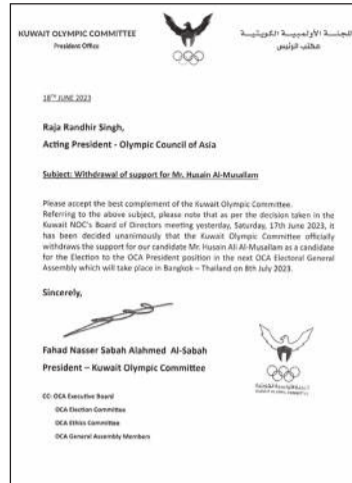 KUWAIT OLYMPIC COMMITTEE
President Office
اللجنة الأولمبية الكويتية
مكتب الرئيس
18TH JUNE 2023
Raja Randhir Singh,
Acting President - Olympic Council of Asia
Subject: Withdrawal of support for Mr. Husain Al-Musallam
Please accept the best complement of the Kuwait Olympic Committee.
Referring to the above subject, please note that as per the decision taken in the
Kuwait NOC's Board of Directors meeting yesterday, Saturday, 17th June 2023, it
has been decided unanimously that the Kuwait Olympic Committee officially
withdraws the support for our candidate Mr. Husain Ali Al-Musallam as a candidate
for the Election to the OCA President position in the next OCA Electoral General
Assembly which will take place in Bangkok – Thailand on 8th July 2023.
Sincerely,
Fahad Nasser Sabah Alahmed Al-Sabah
President – Kuwait Olympic Committee
CC: OCA Executive Board
OCA Election Committee
OCA Ethics Committee
OCA General Assembly Members
اللجنة الأولمبية الكويتية
KUWAIT OLYMPIC COMMITTEE